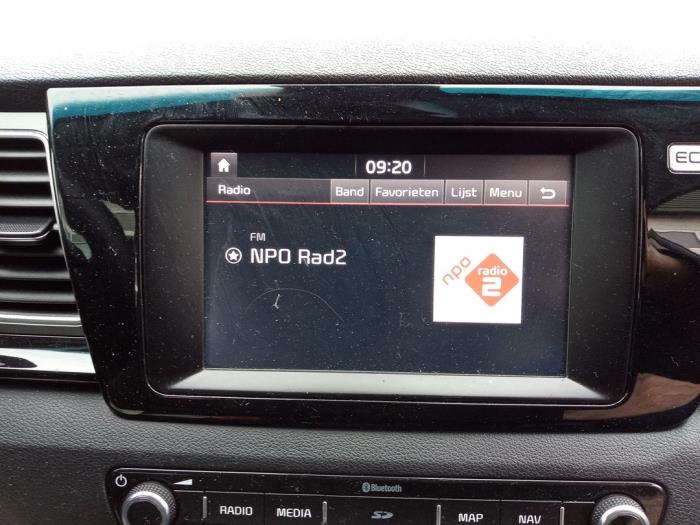 09:20
Radio Band Favorieten Lijst Menu
FM
NPO Rad2
npo radio 2
EC
Bluetooth
RADIO MEDIA SD MAP NAV